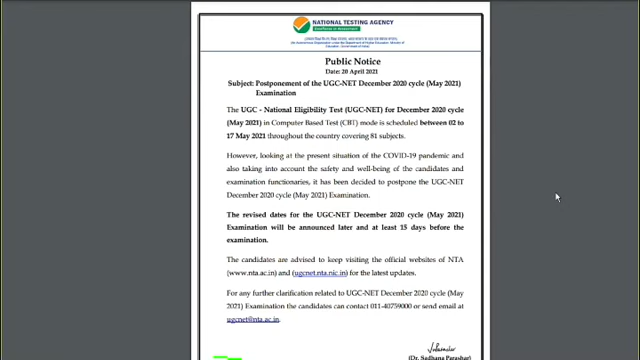 NATIONAL TESTING AGENCY
Excellence in Assessment
Public Notice
Date: 20 April 2021
Subject: Postponement of the UGC-NET December 2020 cycle (May 2021)
Examination
The UGC - National Eligibility Test (UGC-NET) for December 2020 cycle
(May 2021) in Computer Based Test (CBT) mode is scheduled between 02 to
17 May 2021 throughout the country covering 81 subjects.
However, looking at the present situation of the COVID-19 pandemic and
also taking into account the safety and well-being of the candidates and
examination functionaries, it has been decided to postpone the UGC-NET
December 2020 cycle (May 2021) Examination.
The revised dates for the UGC-NET December 2020 cycle (May 2021)
Examination will be announced later and at least 15 days before the
examination.
The candidates are advised to keep visiting the official websites of NTA
(www.nta.ac.in) and (ugcnet.nta.nic.in) for the latest updates.
For any further clarification related to UGC-NET December 2020 cycle (May
2021) Examination the candidates can contact 011-40759000 or send email at
ugcnet@nta.ac.in.
(Dr. Sadhana Parashar)